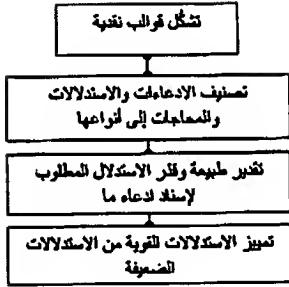 تشكُّل قوالب نقدية
تصنيف الادعاءات والاستدلالات
والمحاجات إلى أنواعها
تقدير طبيعة وقدر الاستدلال المطلوب
لإسناد ادعاء ما
تمييز الاستدلالات القوية من الاستدلالات
الضعيفة